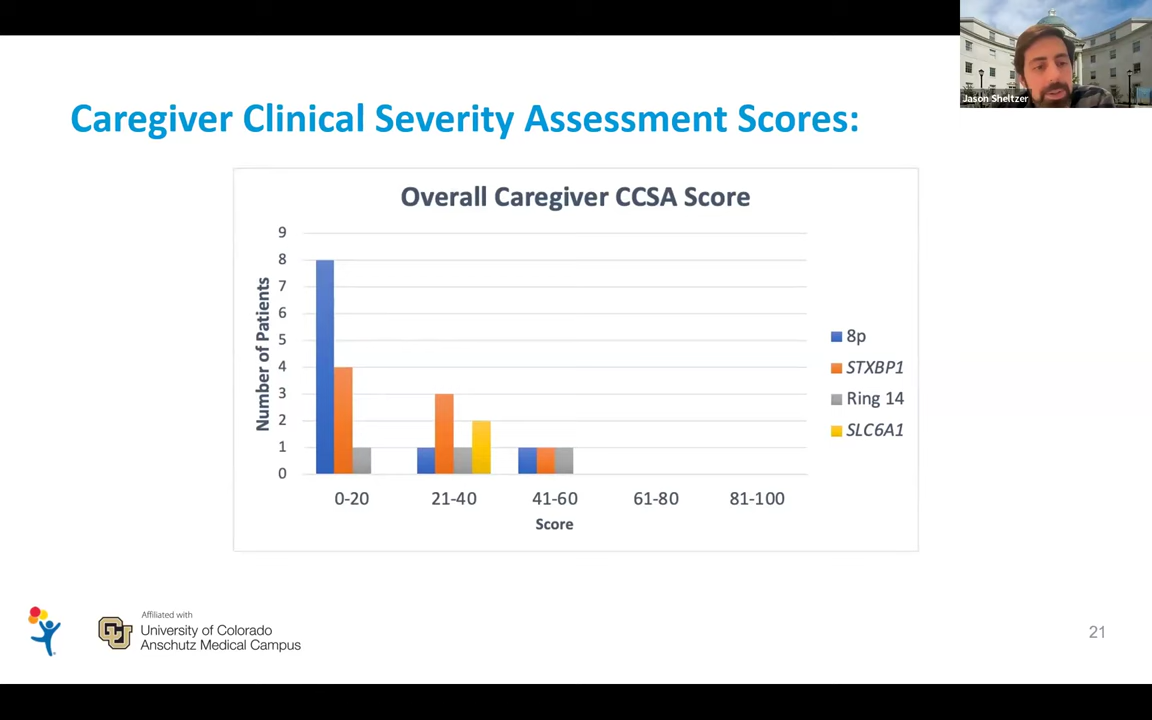 Jason Sheltzer
Caregiver Clinical Severity Assessment Scores:
Overall Caregiver CCSA Score
9
8
7
6
5
4
3
2
1
0
Number of Patients
0-20 21-40 41-60 61-80 81-100
Score
8p
STXBP1
Ring 14
SLC6A1
Affiliated with
CU
University of Colorado
Anschutz Medical Campus
21